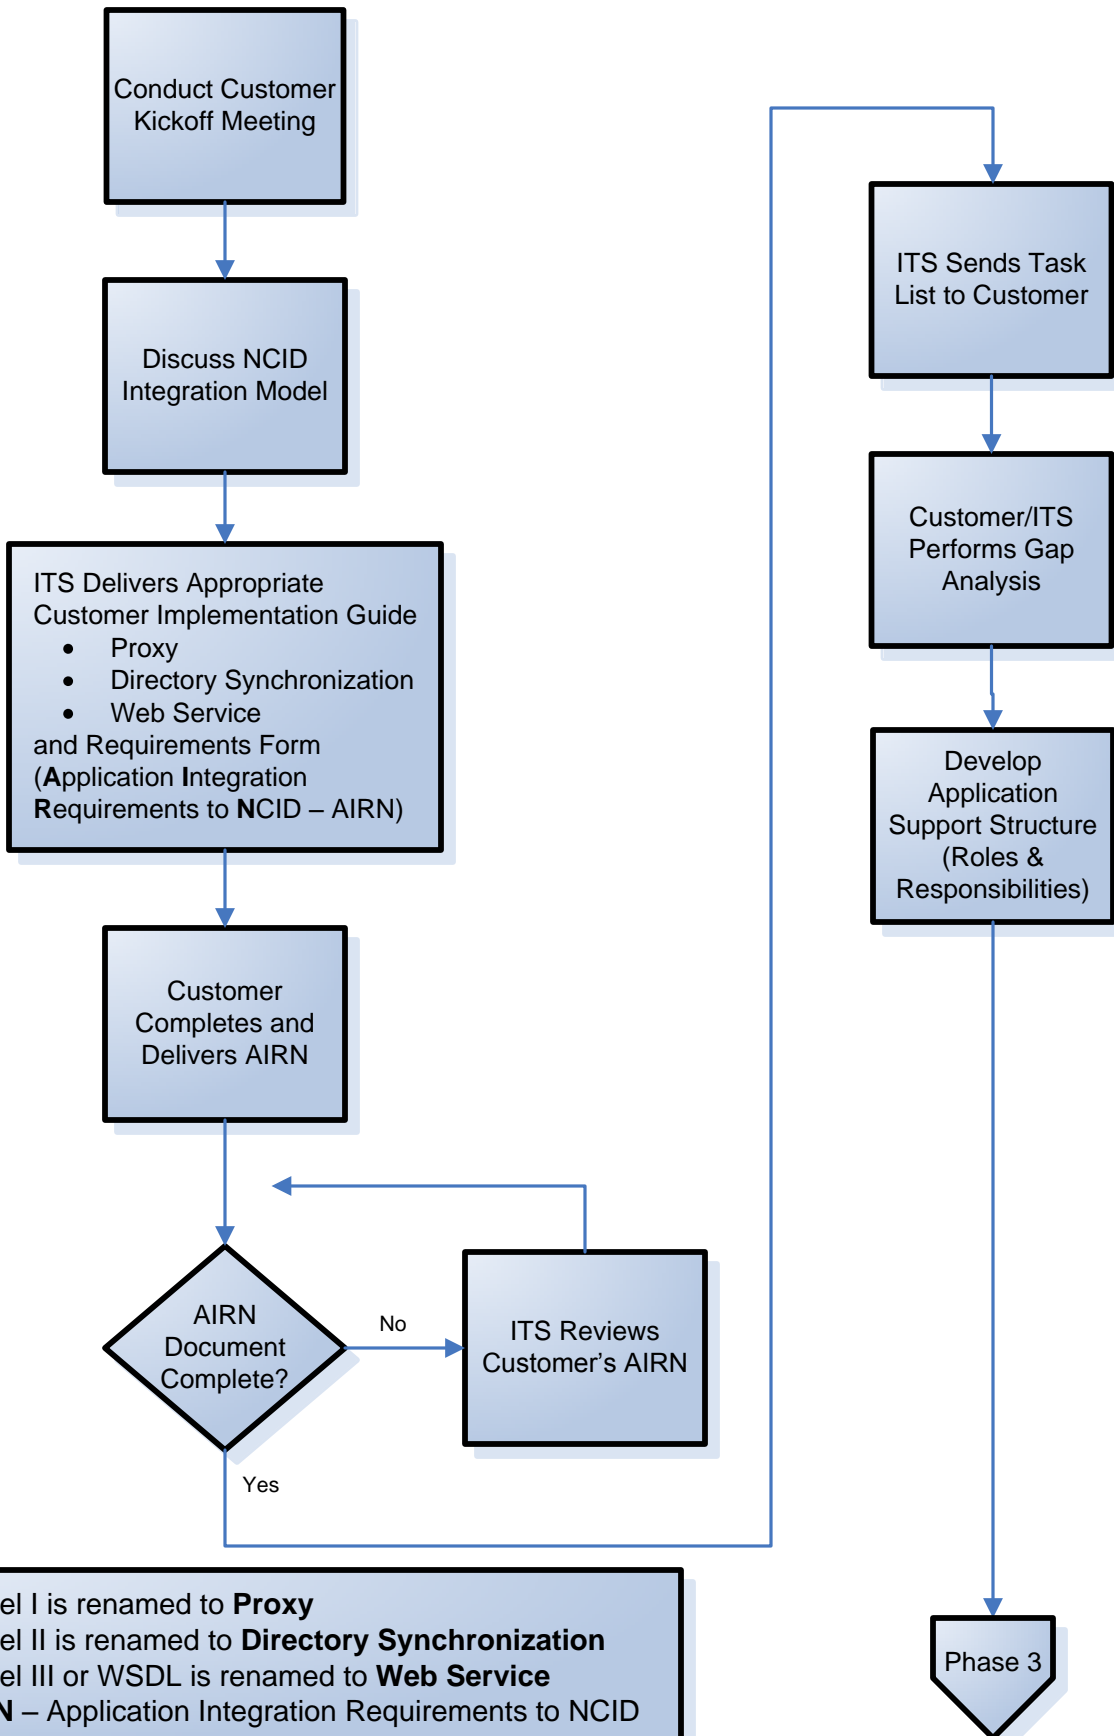 Conduct Customer
Kickoff Meeting
Discuss NCID
Integration Model
ITS Delivers Appropriate
Customer Implementation Guide
• Proxy
• Directory Synchronization
• Web Service
and Requirements Form
(Application Integration
Requirements to NCID – AIRN)
Customer
Completes and
Delivers AIRN
AIRN
Document
Complete?
No
ITS Reviews
Customer's AIRN
Yes
ITS Sends Task
List to Customer
Customer/ITS
Performs Gap
Analysis
Develop
Application
Support Structure
(Roles &
Responsibilities)
Phase 3
el I is renamed to Proxy
el II is renamed to Directory Synchronization
el III or WSDL is renamed to Web Service
N – Application Integration Requirements to NCID